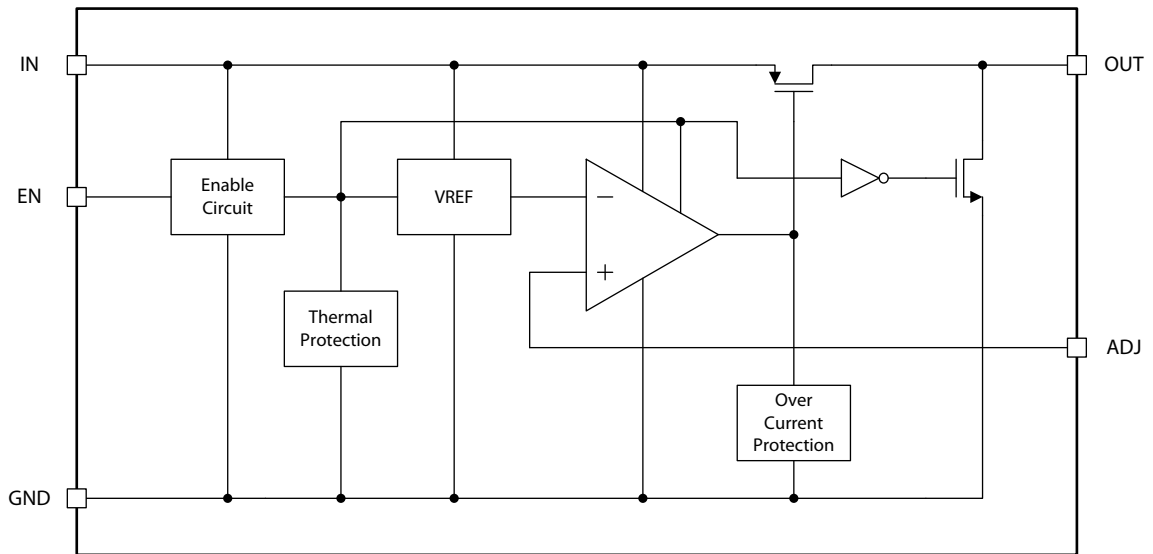 IN
OUT
EN
Enable
Circuit
VREF
−
+
Thermal
Protection
ADJ
Over
Current
Protection
GND